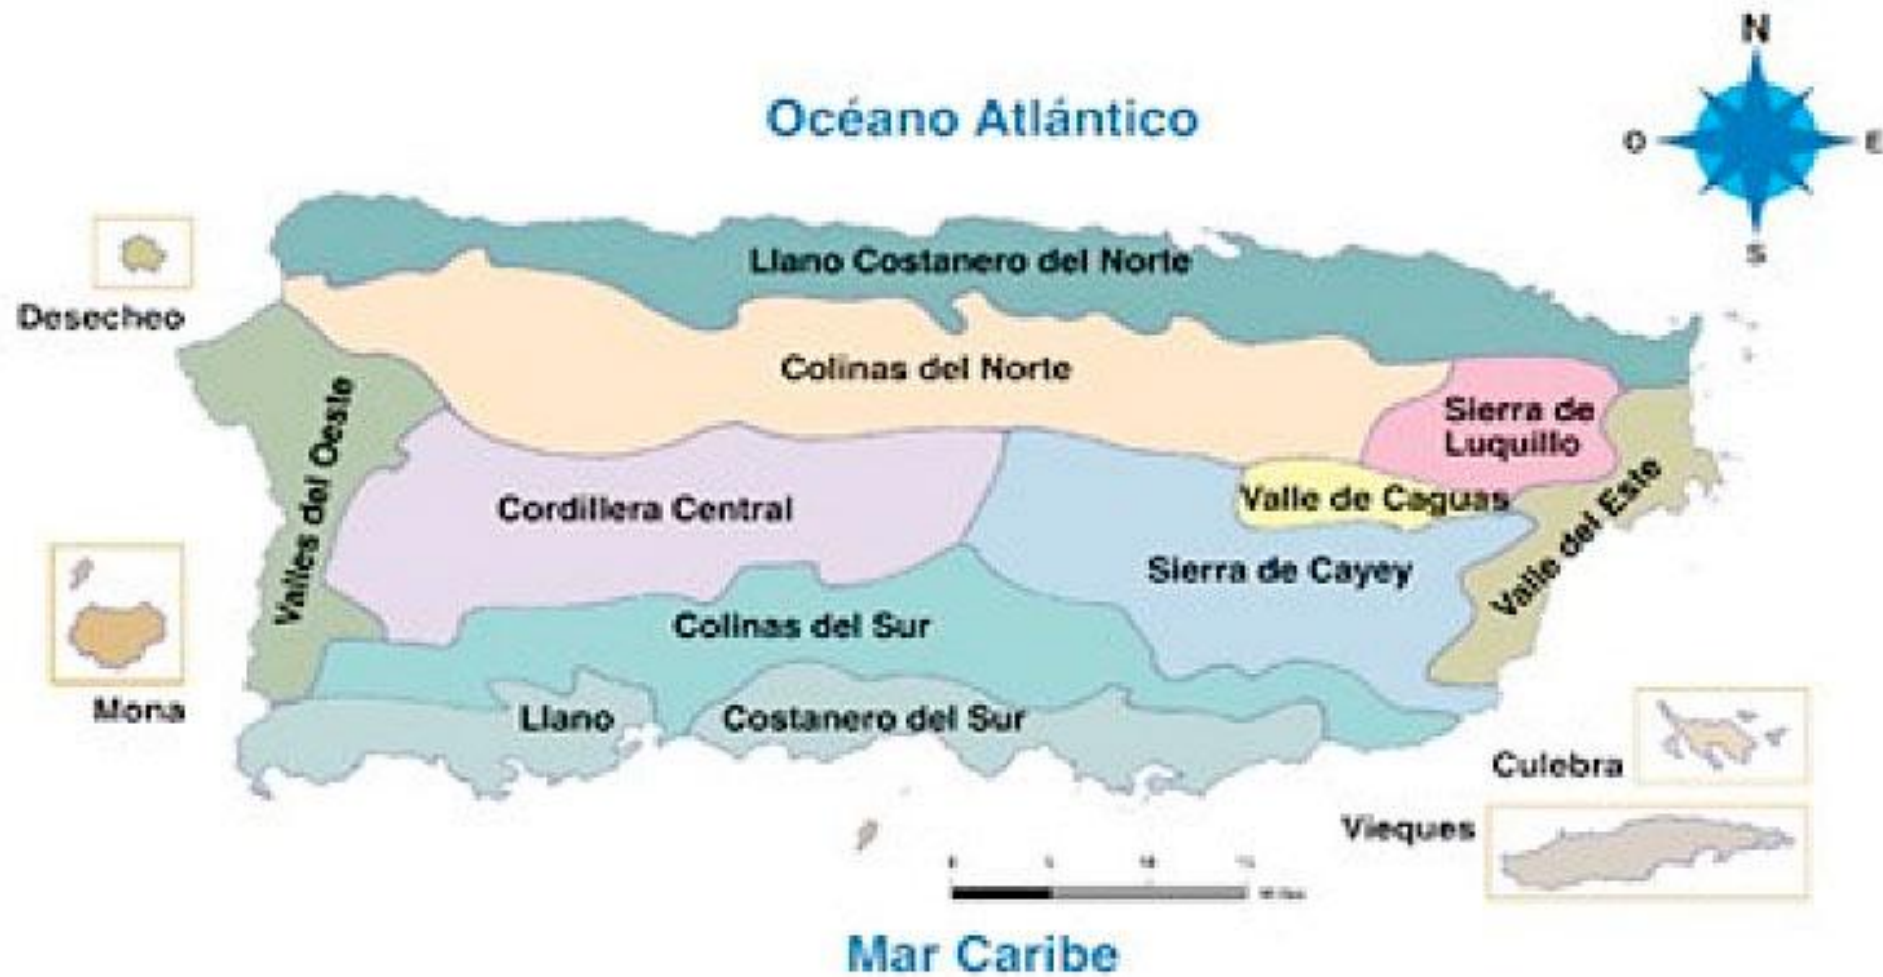 N
Océano Atlántico
O
E
S
Llano Costanero del Norte
Desecheo
Colinas del Norte
Valles del Oeste
Sierra de
Luquillo
Valle de Caguas
Valle del Este
Cordillera Central
Sierra de Cayey
Colinas del Sur
Mona
Llano
Costanero del Sur
Culebra
Vieques
Mar Caribe